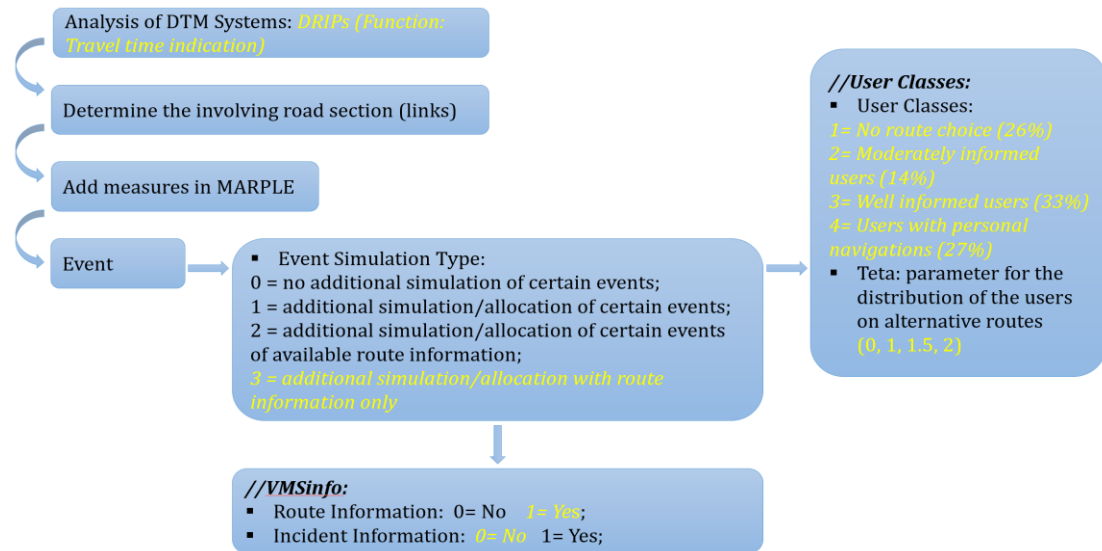 Analysis of DTM Systems: DRIPs (Function:
Travel time indication)
Determine the involving road section (links)
Add measures in MARPLE
Event
▪ Event Simulation Type:
0 = no additional simulation of certain events;
1 = additional simulation/allocation of certain events;
2 = additional simulation/allocation of certain events
of available route information;
3 = additional simulation/allocation with route
information only
//User Classes:
▪ User Classes:
1= No route choice (26%)
2= Moderately informed
users (14%)
3= Well informed users (33%)
4= Users with personal
navigations (27%)
▪ Teta: parameter for the
distribution of the users
on alternative routes
(0, 1, 1.5, 2)
//VMSinfo:
▪ Route Information: 0= No 1= Yes;
▪ Incident Information: 0= No 1= Yes;